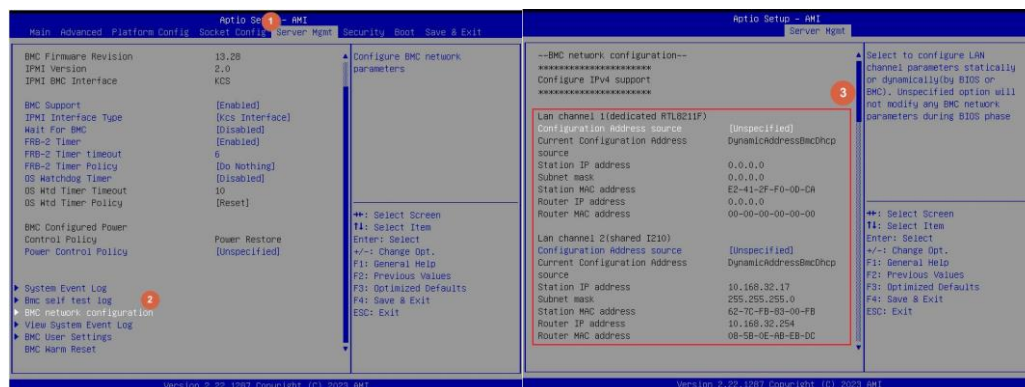 Aptio Setup - AMI
1
Main Advanced Platform Config Socket Config Server Mgmt Security Boot Save & Exit
BMC Firmware Revision 13.28
IPMI Version 2.0
IPMI BMC Interface KCS
BMC Support [Enabled]
IPMI Interface Type [Kcs Interface]
Wait For BMC [Disabled]
FRB-2 Timer [Enabled]
FRB-2 Timer timeout 6
FRB-2 Timer Policy [Do Nothing]
OS Watchdog Timer [Disabled]
OS Wtd Timer Timeout 10
OS Wtd Timer Policy [Reset]
BMC Configured Power
Control Policy Power Restore
Power Control Policy [Unspecified]
System Event Log
Bmc self test log
2
BMC network configuration
View System Event Log
BMC User Settings
BMC Warm Reset
Configure BMC network
parameters
→←: Select Screen
↑↓: Select Item
Enter: Select
+/-: Change Opt.
F1: General Help
F2: Previous Values
F3: Optimized Defaults
F4: Save & Exit
ESC: Exit
Version 2.22.1287 Copyright (C) 2023 AMI
Aptio Setup - AMI
Server Mgmt
--BMC network configuration--
**********************
Configure IPv4 support
**********************
3
Lan channel 1(dedicated RTL8211F)
Configuration Address source [Unspecified]
Current Configuration Address DynamicAddressBmcDhcp
source
Station IP address 0.0.0.0
Subnet mask 0.0.0.0
Station MAC address E2-41-2F-F0-0D-CA
Router IP address 0.0.0.0
Router MAC address 00-00-00-00-00-00
Lan channel 2(shared I210)
Configuration Address source [Unspecified]
Current Configuration Address DynamicAddressBmcDhcp
source
Station IP address 10.168.32.17
Subnet mask 255.255.255.0
Station MAC address 62-7C-FB-83-00-FB
Router IP address 10.168.32.254
Router MAC address 08-5B-0E-AB-EB-DC
Select to configure LAN
channel parameters statically
or dynamically(by BIOS or
BMC). Unspecified option will
not modify any BMC network
parameters during BIOS phase
→←: Select Screen
↑↓: Select Item
Enter: Select
+/-: Change Opt.
F1: General Help
F2: Previous Values
F3: Optimized Defaults
F4: Save & Exit
ESC: Exit
Version 2.22.1287 Copyright (C) 2023 AMI